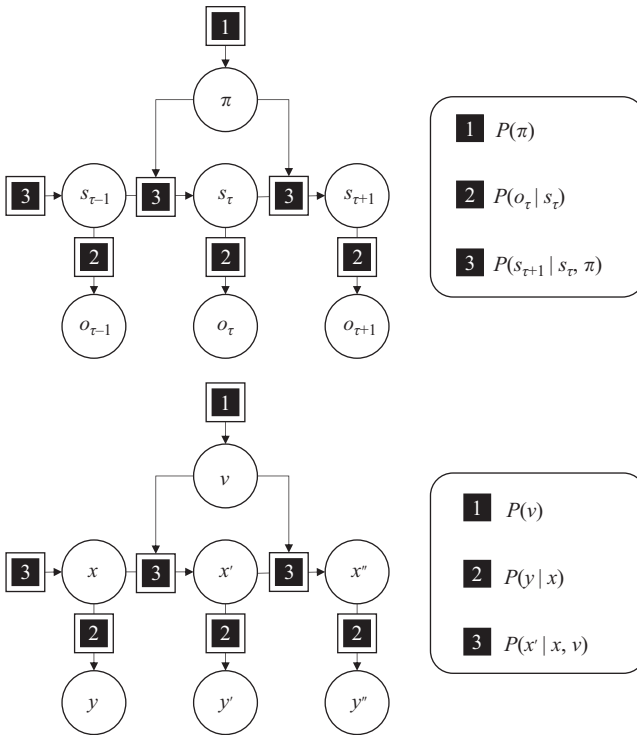 1
π
1 P(π)
3 s_{τ–1} 3 s_τ 3 s_{τ+1}
2 P(o_τ | s_τ)
2 2 2
3 P(s_{τ+1} | s_τ, π)
o_{τ–1} o_τ o_{τ+1}
1
v
1 P(v)
3 x 3 x′ 3 x″
2 P(y | x)
2 2 2
3 P(x′ | x, v)
y y′ y″